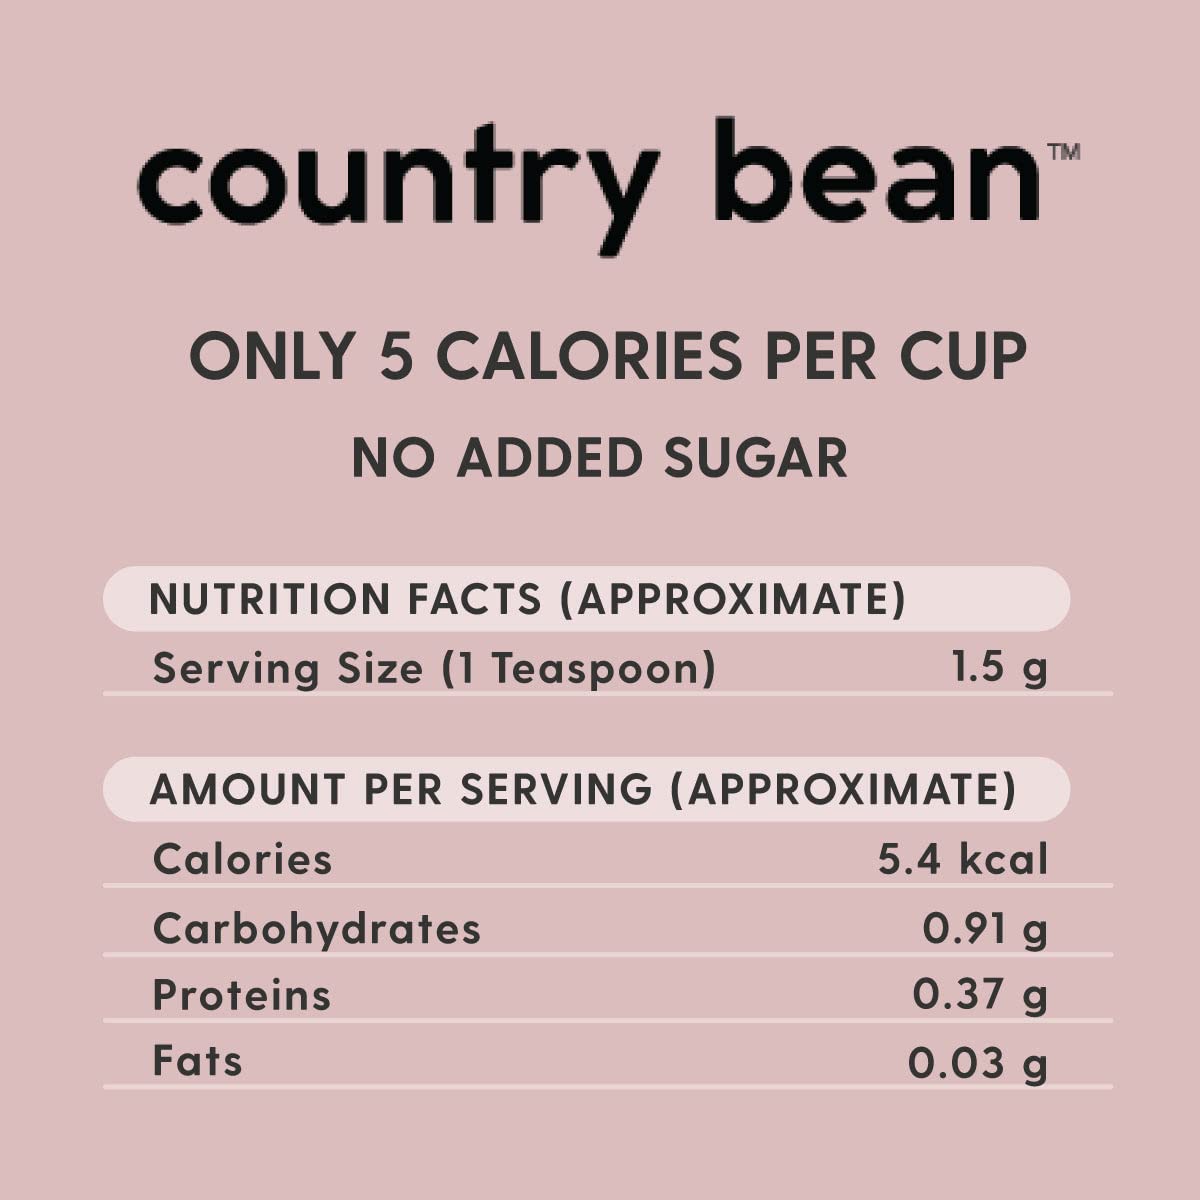 country bean™
ONLY 5 CALORIES PER CUP
NO ADDED SUGAR
NUTRITION FACTS (APPROXIMATE)
Serving Size (1 Teaspoon) 1.5 g
AMOUNT PER SERVING (APPROXIMATE)
Calories 5.4 kcal
Carbohydrates 0.91 g
Proteins 0.37 g
Fats 0.03 g